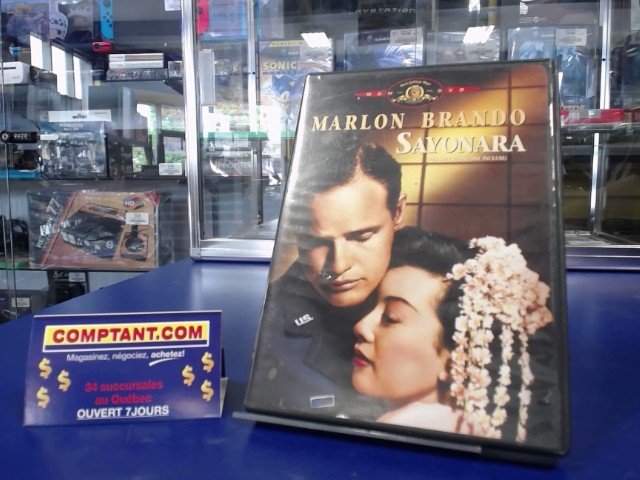 SONIC
MARLON BRANDO
SAYONARA
U.S.
COMPTANT.COM
Magasinez, négociez, achetez!
$
$
$
$
$
34 succursales
au Québec
OUVERT 7JOURS